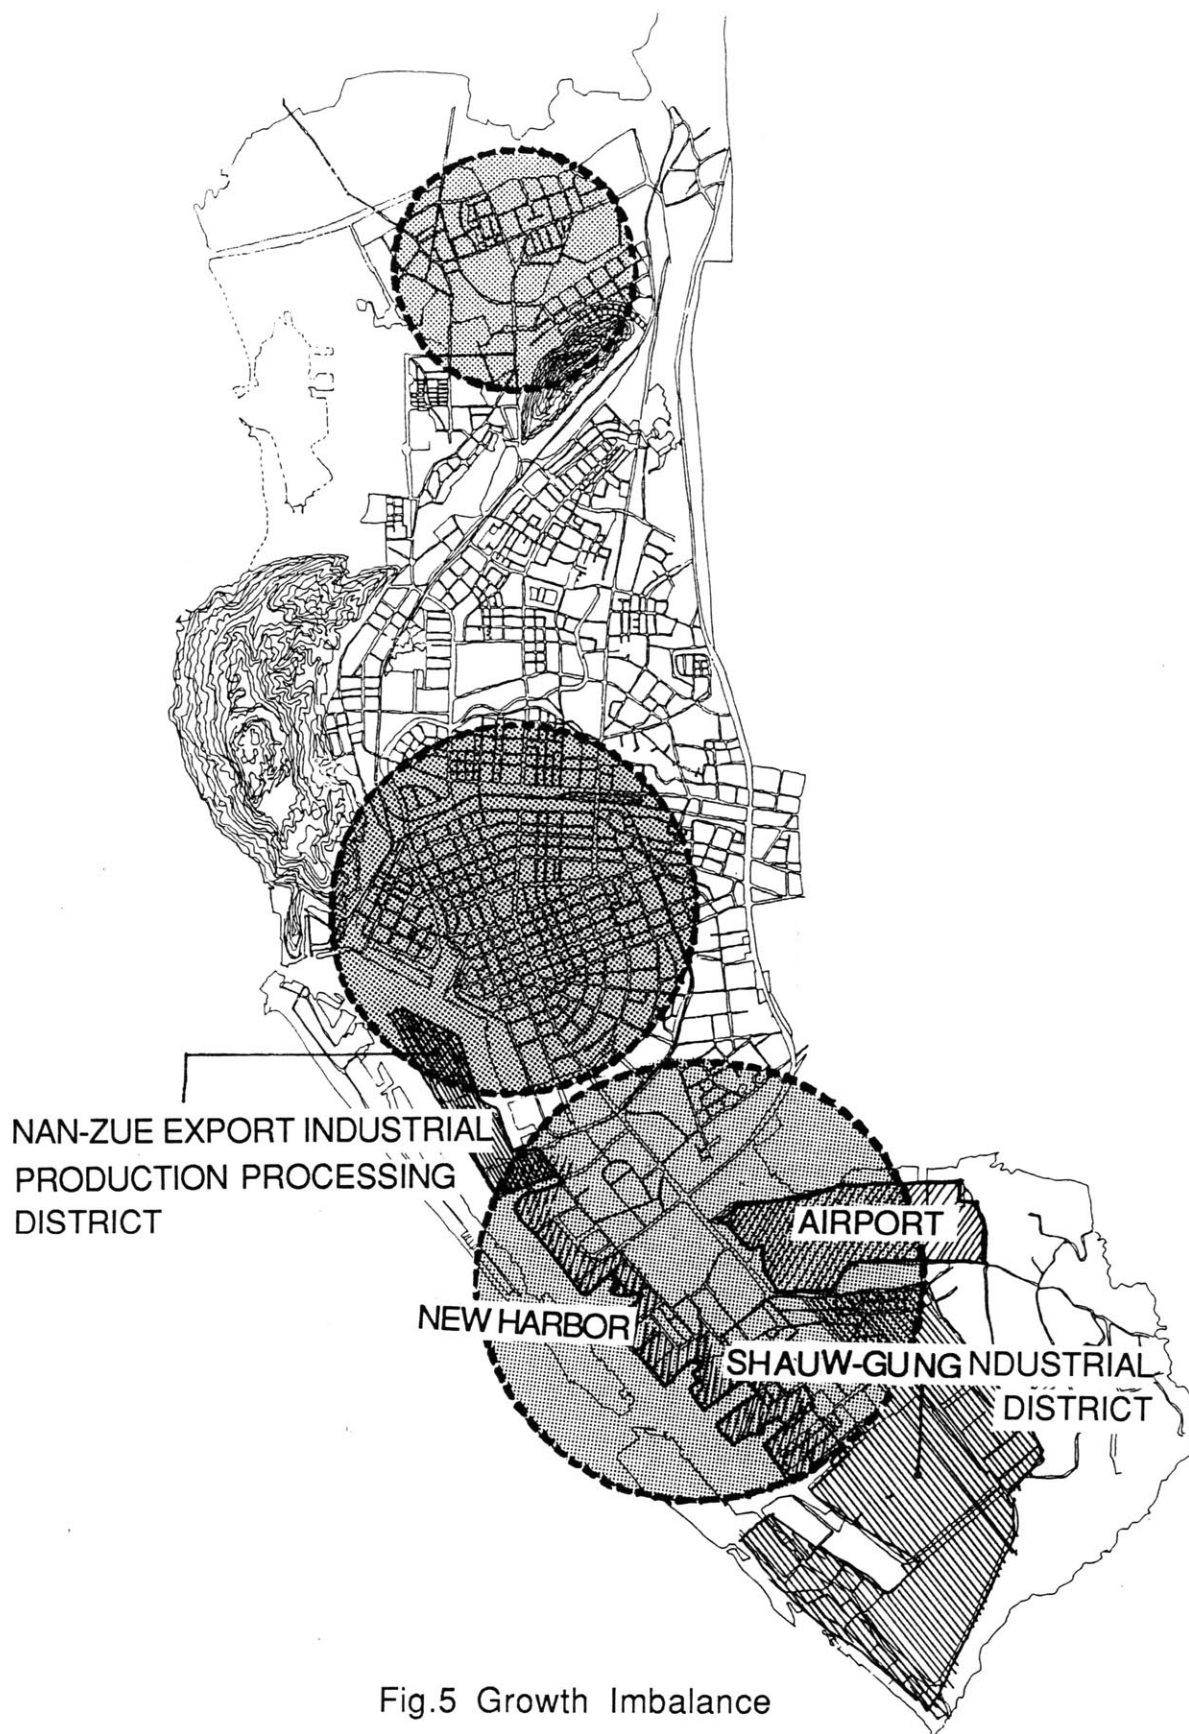 NAN-ZUE EXPORT INDUSTRIAL
PRODUCTION PROCESSING
DISTRICT
AIRPORT
NEW HARBOR
SHAUW-GUNG NDUSTRIAL
DISTRICT
Fig.5 Growth Imbalance